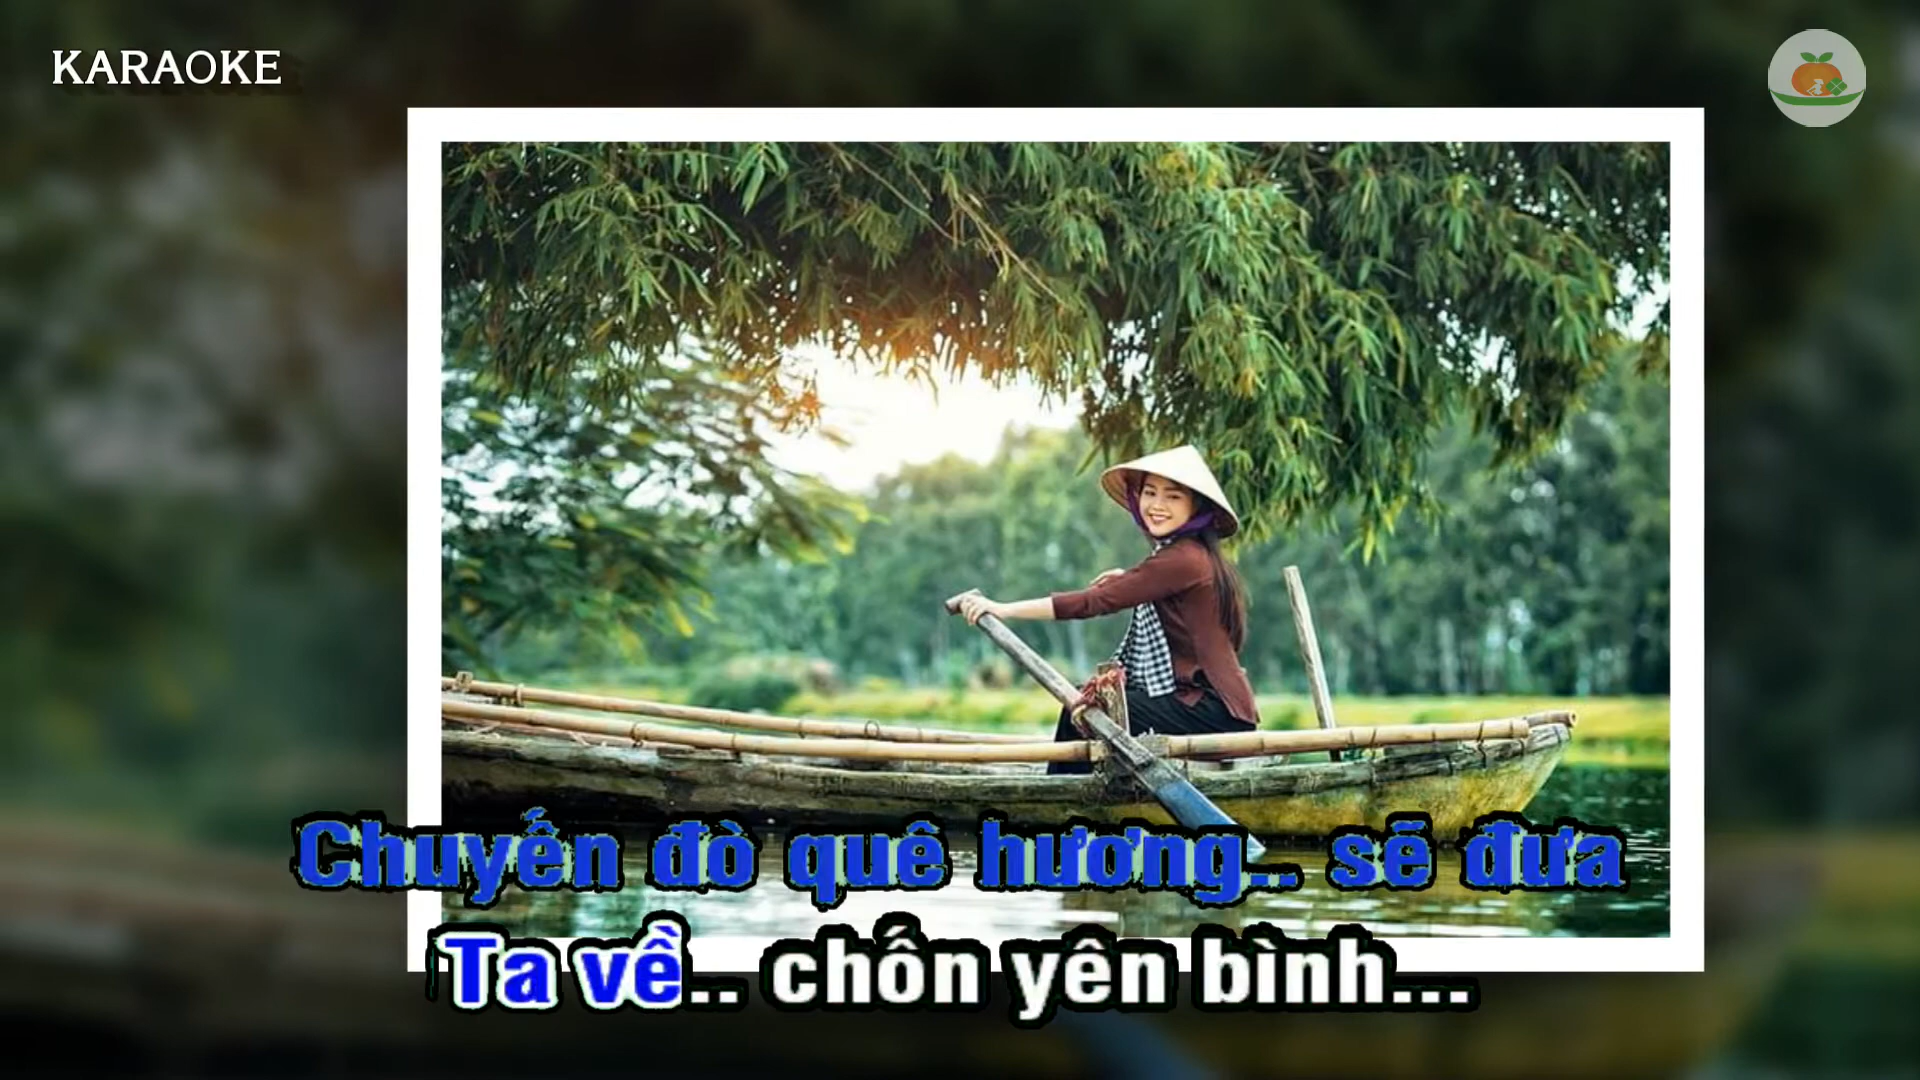 KARAOKE
Chuyến đò quê hương... sẽ đưa
Ta về.. chốn yên bình...